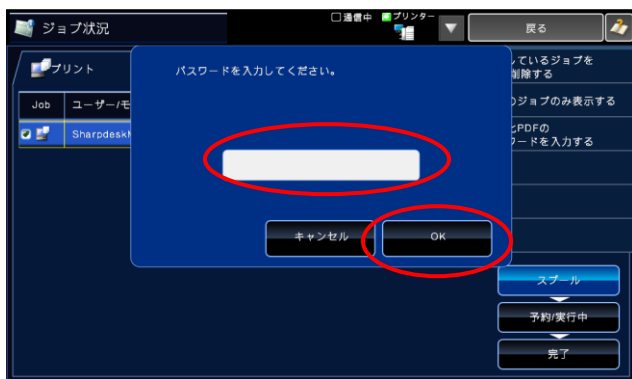 ジョブ状況
通信中
プリンター
戻る
プリント
パスワードを入力してください。
ているジョブを
削除する
Job
ユーザー/モ
のジョブのみ表示する
SharpdeskM
PDFの
ワードを入力する
キャンセル
OK
スプール
予約/実行中
完了